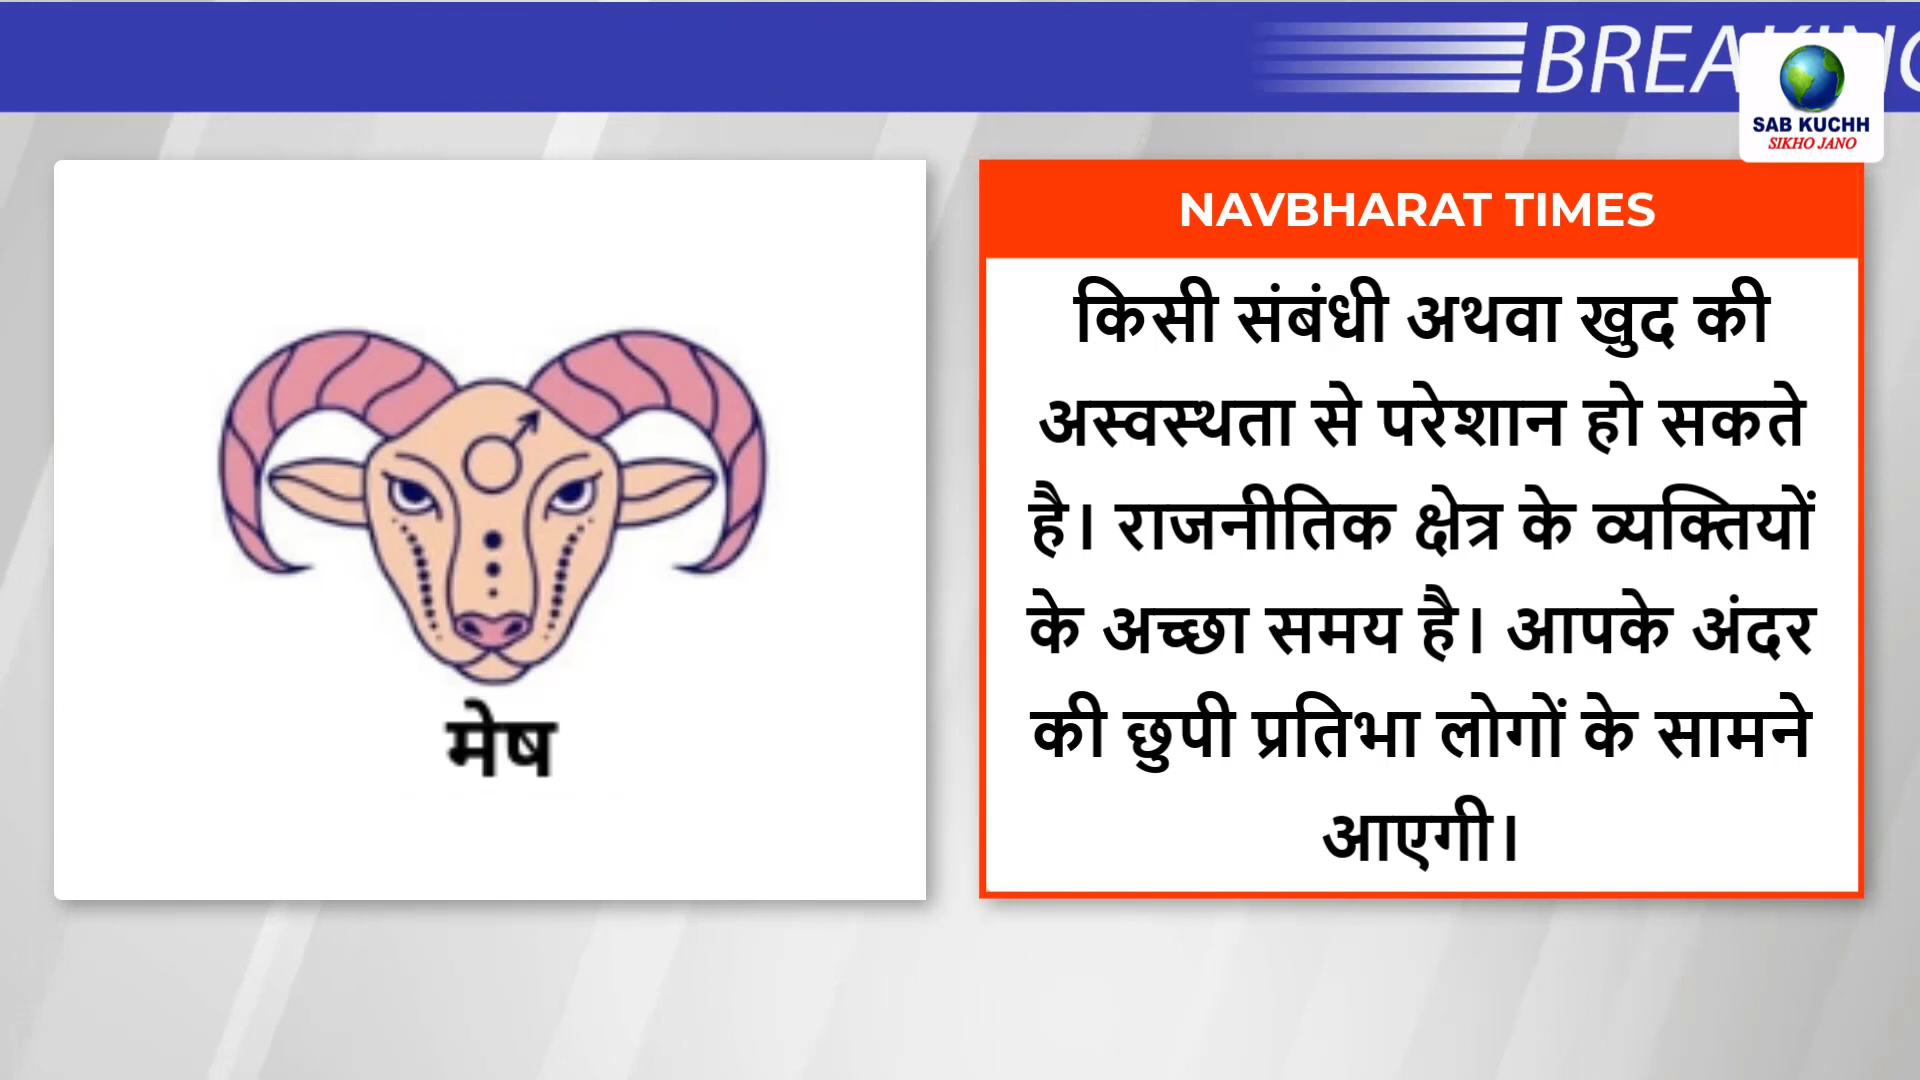 BREAKING
SAB KUCHH
SIKHO JANO
NAVBHARAT TIMES
किसी संबंधी अथवा खुद की
अस्वस्थता से परेशान हो सकते
है। राजनीतिक क्षेत्र के व्यक्तियों
के अच्छा समय है। आपके अंदर
की छुपी प्रतिभा लोगों के सामने
आएगी।
मेष